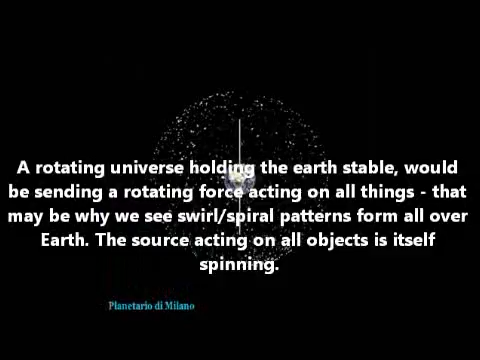 A rotating universe holding the earth stable, would
be sending a rotating force acting on all things - that
may be why we see swirl/spiral patterns form all over
Earth. The source acting on all objects is itself
spinning.
Planetario di Milano